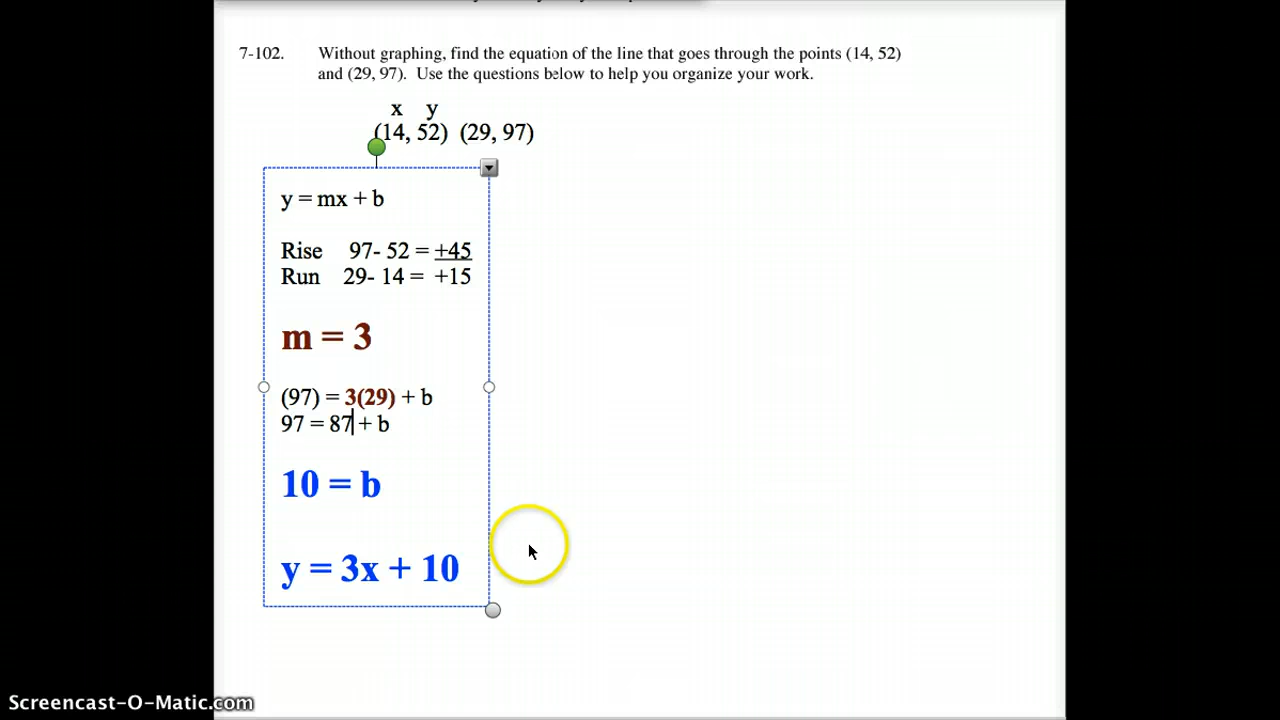 7-102. Without graphing, find the equation of the line that goes through the points (14, 52)
and (29, 97). Use the questions below to help you organize your work.
x y
(14, 52) (29, 97)
y = mx + b
Rise 97- 52 = +45
Run 29- 14 = +15
m = 3
(97) = 3(29) + b
97 = 87 + b
10 = b
y = 3x + 10
Screencast-O-Matic.com